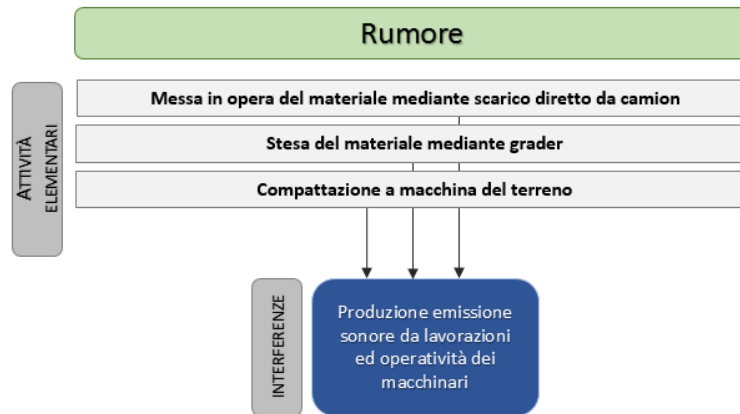 Rumore
ATTIVITÀ
ELEMENTARI
Messa in opera del materiale mediante scarico diretto da camion
Stesa del materiale mediante grader
Compattazione a macchina del terreno
INTERFERENZE
Produzione emissione
sonore da lavorazioni
ed operatività dei
macchinari